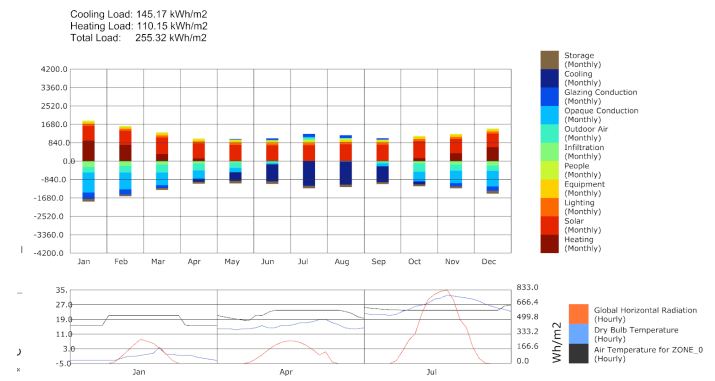 Cooling Load: 145.17 kWh/m2
Heating Load: 110.15 kWh/m2
Total Load: 255.32 kWh/m2
4200.0
3360.0
2520.0
1680.0
840.0
0.0
-840.0
-1680.0
-2520.0
-3360.0
-4200.0
Jan Feb Mar Apr May Jun Jul Aug Sep Oct Nov Dec
Storage
(Monthly)
Cooling
(Monthly)
Glazing Conduction
(Monthly)
Opaque Conduction
(Monthly)
Outdoor Air
(Monthly)
Infiltration
(Monthly)
People
(Monthly)
Equipment
(Monthly)
Lighting
(Monthly)
Solar
(Monthly)
Heating
(Monthly)
35.
27.0
19.0
11.0
3.0
-5.0
Jan Apr Jul
833.0
666.4
499.8
333.2
166.6
0.0
Wh/m2
Global Horizontal Radiation
(Hourly)
Dry Bulb Temperature
(Hourly)
Air Temperature for ZONE_0
(Hourly)